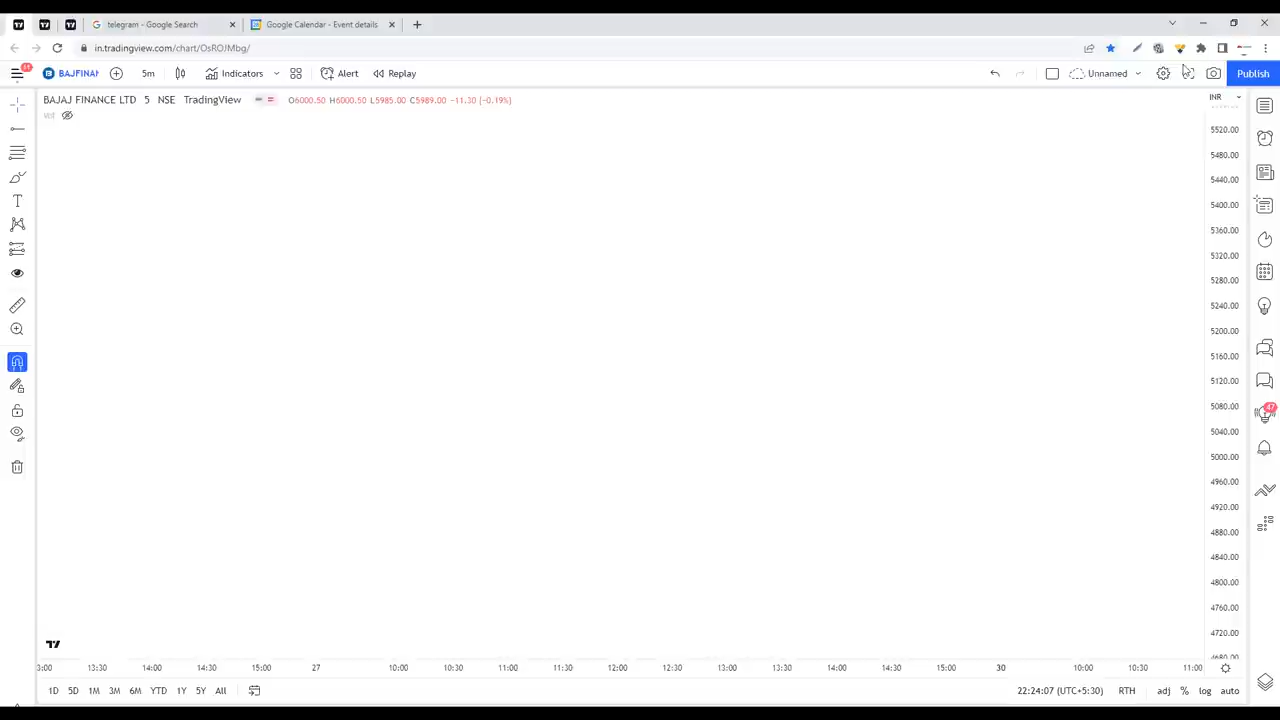 telegram - Google Search
Google Calendar - Event details
in.tradingview.com/chart/OsROJMbg/
51
BAJFINAN
5m
Indicators
Alert
Replay
Unnamed
Publish
BAJAJ FINANCE LTD 5 NSE TradingView
O6000.50 H6000.50 L5985.00 C5989.00 −11.30 (−0.19%)
INR
Vol
5520.00
5480.00
5440.00
5400.00
5360.00
5320.00
5280.00
5240.00
5200.00
5160.00
5120.00
5080.00
47
5040.00
5000.00
4960.00
4920.00
4880.00
4840.00
4800.00
4760.00
4720.00
4680.00
3:00 13:30 14:00 14:30 15:00 27 10:00 10:30 11:00 11:30 12:00 12:30 13:00 13:30 14:00 14:30 15:00 30 10:00 10:30 11:00
1D 5D 1M 3M 6M YTD 1Y 5Y All
22:24:07 (UTC+5:30) RTH adj % log auto